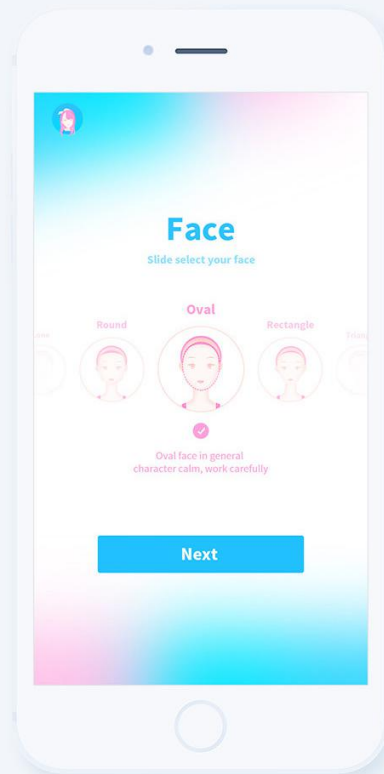 Face
Slide select your face
Oval
Round
Rectangle
Oval face in general
character calm, work carefully
Next